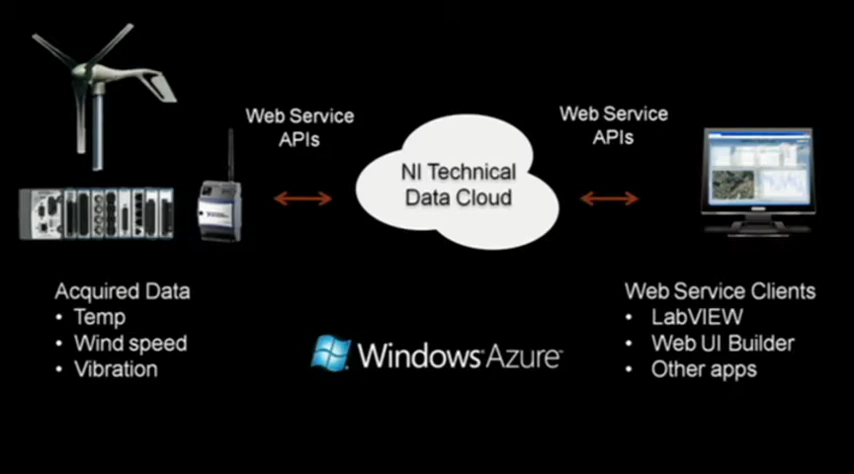 Web Service
APIs
Web Service
APIs
NI Technical
Data Cloud
Acquired Data
• Temp
• Wind speed
• Vibration
Web Service Clients
• LabVIEW
• Web UI Builder
• Other apps
Windows Azure